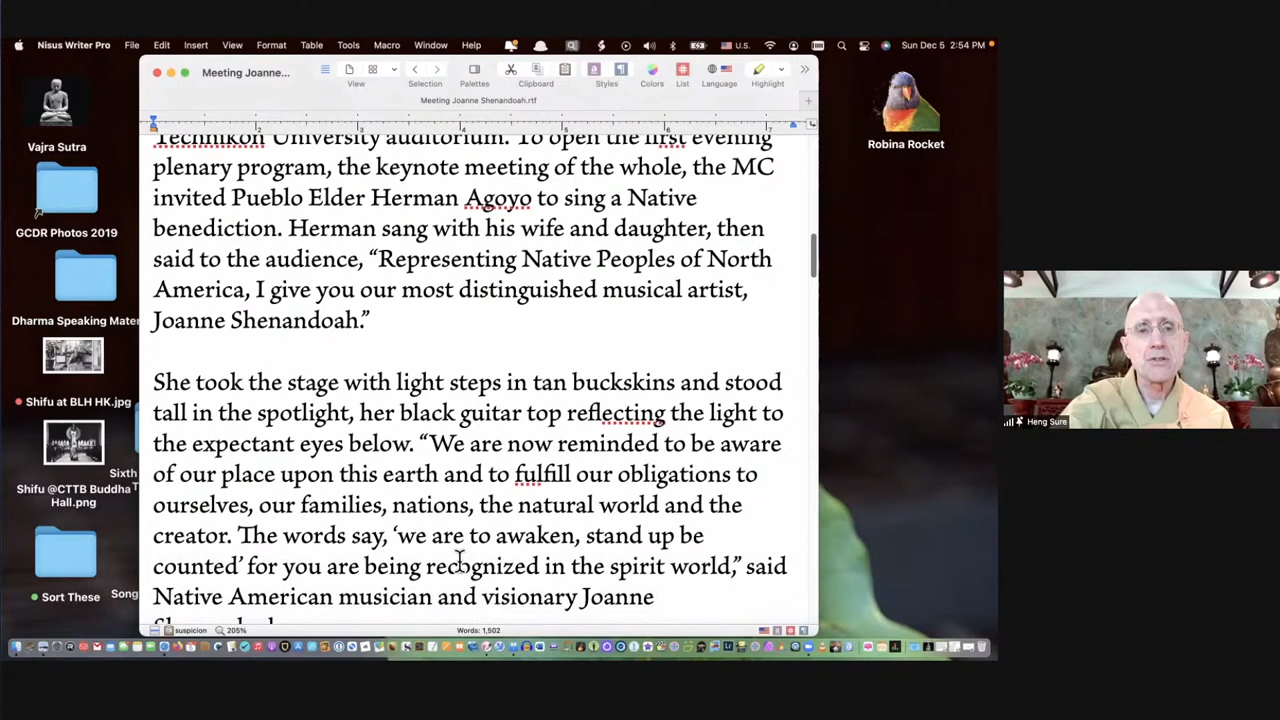 Nisus Writer Pro File Edit Insert View Format Table Tools Macro Window Help U.S. Sun Dec 5 2:54 PM
Meeting Joanne...
View Selection Palettes Clipboard Styles Colors List Language Highlight
Meeting Joanne Shenandoah.rtf
2 3 4 5 6 7
Technikon University auditorium. To open the first evening
plenary program, the keynote meeting of the whole, the MC
invited Pueblo Elder Herman Agoyo to sing a Native
benediction. Herman sang with his wife and daughter, then
said to the audience, “Representing Native Peoples of North
America, I give you our most distinguished musical artist,
Joanne Shenandoah.”
She took the stage with light steps in tan buckskins and stood
tall in the spotlight, her black guitar top reflecting the light to
the expectant eyes below. “We are now reminded to be aware
of our place upon this earth and to fulfill our obligations to
ourselves, our families, nations, the natural world and the
creator. The words say, ‘we are to awaken, stand up be
counted’ for you are being recognized in the spirit world,” said
Native American musician and visionary Joanne
suspicion 205% Words: 1,502
Vajra Sutra
GCDR Photos 2019
Dharma Speaking Mater
Shifu at BLH HK.jpg
Sixth
Shifu @CTTB Buddha
Hall.png
Song
Sort These
Robina Rocket
Heng Sure